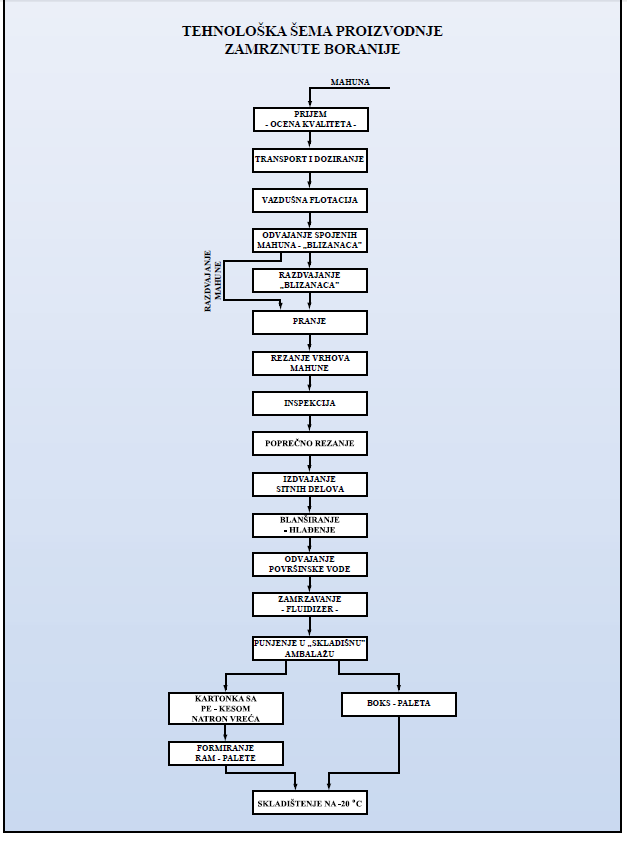 TEHNOLOŠKA ŠEMA PROIZVODNJE
ZAMRZNUTE BORANIJE
MAHUNA
PRIJEM
- OCENA KVALITETA -
TRANSPORT I DOZIRANJE
VAZDUŠNA FLOTACIJA
ODVAJANJE SPOJENIH
MAHUNA - „BLIZANACA”
RAZDVAJANJE
MAHUNE
RAZDVAJANJE
„BLIZANACA”
PRANJE
REZANJE VRHOVA
MAHUNE
INSPEKCIJA
POPREČNO REZANJE
IZDVAJANJE
SITNIH DELOVA
BLANŠIRANJE
- HLAĐENJE
ODVAJANJE
POVRŠINSKE VODE
ZAMRZAVANJE
- FLUIDIZER -
PUNJENJE U „SKLADIŠNU”
AMBALAŽU
KARTONKA SA
PE - KESOM
NATRON VREĆA
BOKS - PALETA
FORMIRANJE
RAM - PALETE
SKLADIŠTENJE NA -20 °C